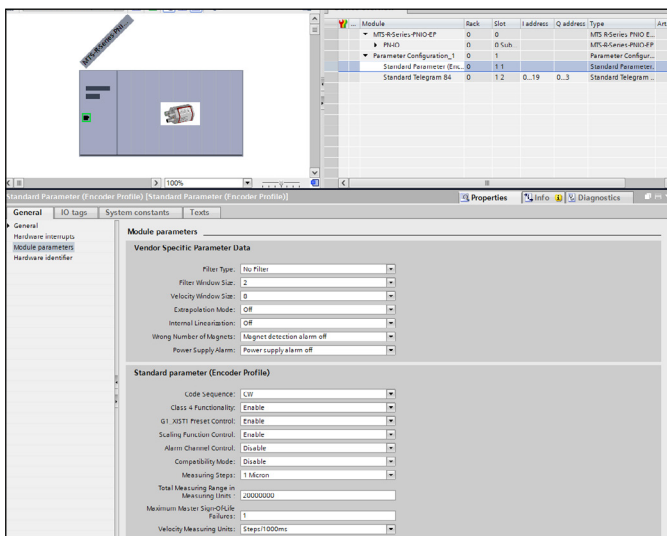 MTS-R-Series PNI...
100%
... Module Rack Slot I address Q address Type Art
MTS-R-Series-PNIO-EP 0 0 MTS R-Series PNIO E...
PN-IO 0 0 Sub... MTS-R-Series-PNIO-EP
Parameter Configuration_1 0 1 Parameter Configur...
Standard Parameter (Enc... 0 1 1 Standard Parameter...
Standard Telegram 84 0 1 2 0...19 0...3 Standard Telegram ...
Standard Parameter (Encoder Profile) [Standard Parameter (Encoder Profile)]
Properties
Info
Diagnostics
General IO tags System constants Texts
General
Hardware interrupts
Module parameters
Hardware identifier
Module parameters
Vendor Specific Parameter Data
Filter Type: No Filter
Filter Window Size: 2
Velocity Window Size: 8
Extrapolation Mode: Off
Internal Linearization: Off
Wrong Number of Magnets: Magnet detection alarm off
Power Supply Alarm: Power supply alarm off
Standard parameter (Encoder Profile)
Code Sequence: CW
Class 4 Functionality: Enable
G1_XIST1 Preset Control: Enable
Scaling Function Control: Enable
Alarm Channel Control: Disable
Compatibility Mode: Disable
Measuring Steps: 1 Micron
Total Measuring Range in
Measuring Units : 20000000
Maximum Master Sign-Of-Life
Failures: 1
Velocity Measuring Units: Steps/1000ms